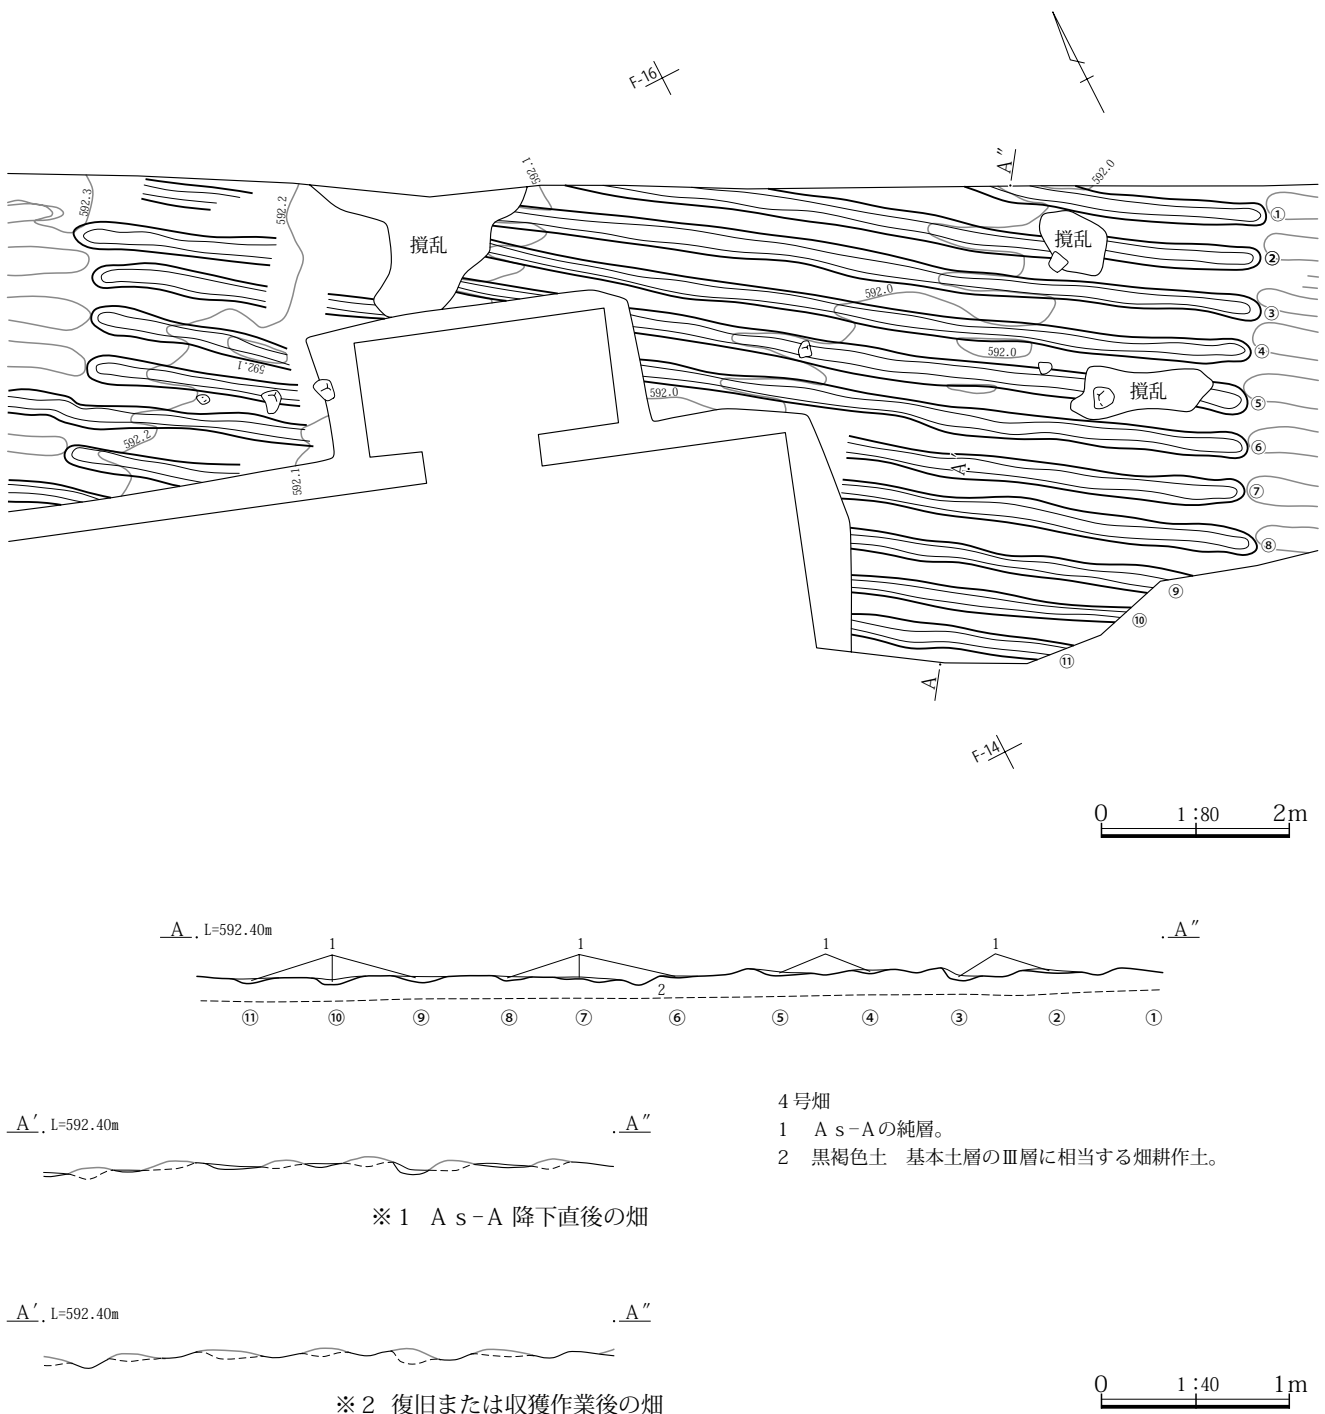 F-16
A″
592.0
592.1
592.3
592.2
撹乱
撹乱
①
②
592.0
③
592.0
④
592.1
撹乱
592.0
⑤
592.2
⑥
A′
592.1
⑦
⑧
⑨
⑩
⑪
A
F-14
0 1:80 2m
A L=592.40m A″
1 1 1 1
2
⑪ ⑩ ⑨ ⑧ ⑦ ⑥ ⑤ ④ ③ ② ①
4号畑
1 As-Aの純層。
2 黒褐色土 基本土層のⅢ層に相当する畑耕作土。
A′ L=592.40m A″
※1 As-A 降下直後の畑
A′ L=592.40m A″
※2 復旧または収獲作業後の畑
0 1:40 1m